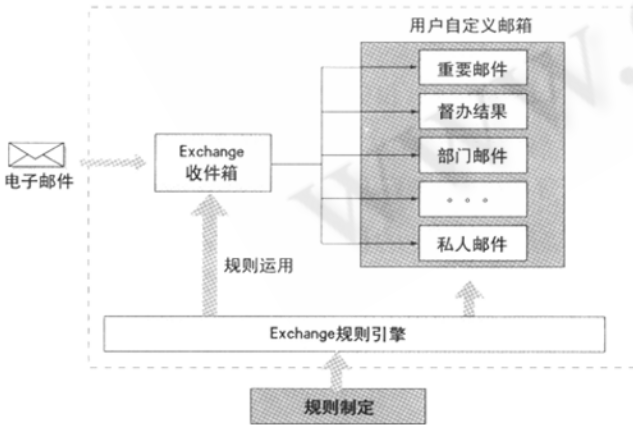 用户自定义邮箱
重要邮件
督办结果
Exchange
收件箱
部门邮件
电子邮件
。。。
私人邮件
规则运用
Exchange规则引擎
规则制定